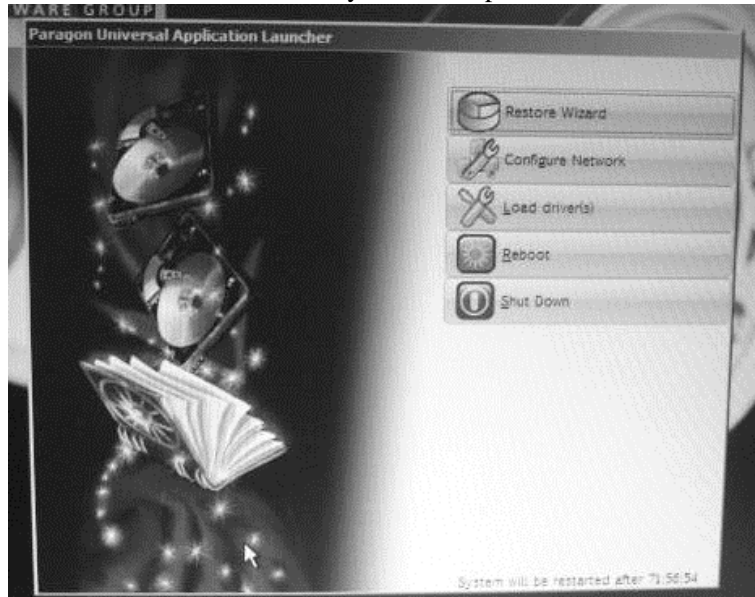 WARE GROUP
Paragon Universal Application Launcher
Restore Wizard
Configure Network
Load driver(s)
Reboot
Shut Down
System will be restarted after 71:56:54